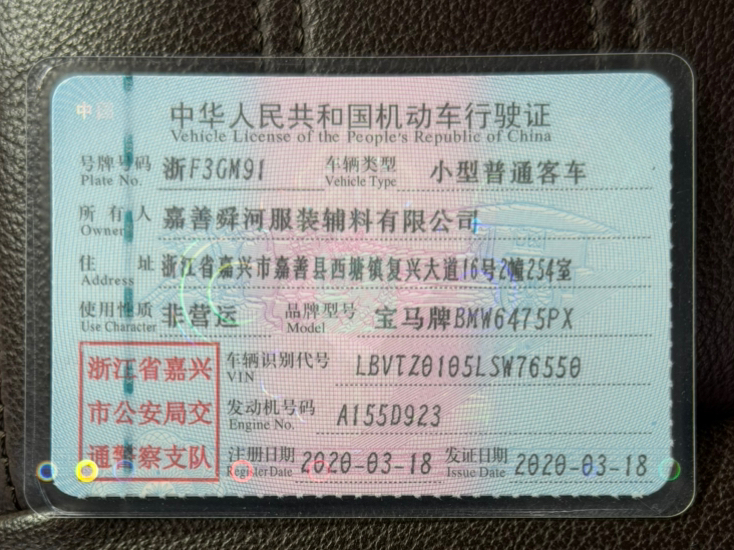 中国
中华人民共和国机动车行驶证
Vehicle License of the People's Republic of China
号牌号码 浙F3GM91 车辆类型 小型普通客车
Plate No. Vehicle Type
所有人 嘉善舜河服装辅料有限公司
Owner
住址 浙江省嘉兴市嘉善县西塘镇复兴大道16号2幢254室
Address
使用性质 非营运 品牌型号 宝马牌BMW6475PX
Use Character Model
浙江省嘉兴 车辆识别代号 LBVTZ0105LSW76550
VIN
市公安局交 发动机号码 A155D923
Engine No.
通警察支队 注册日期 2020-03-18 发证日期 2020-03-18
Register Date Issue Date